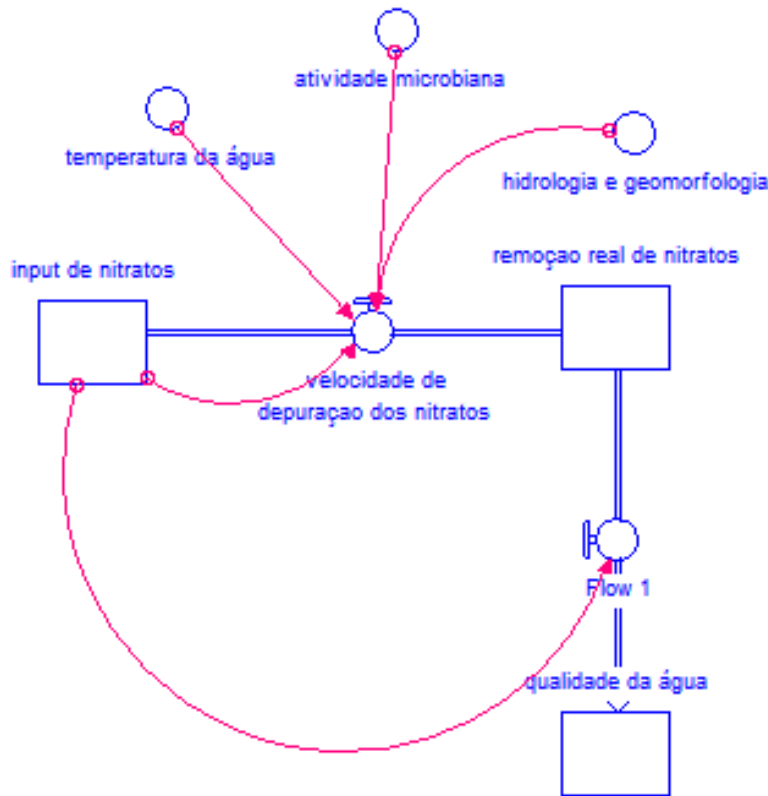 atividade microbiana
temperatura da água
hidrologia e geomorfologia
input de nitratos
remoçao real de nitratos
velocidade de
depuraçao dos nitratos
Flow 1
qualidade da água